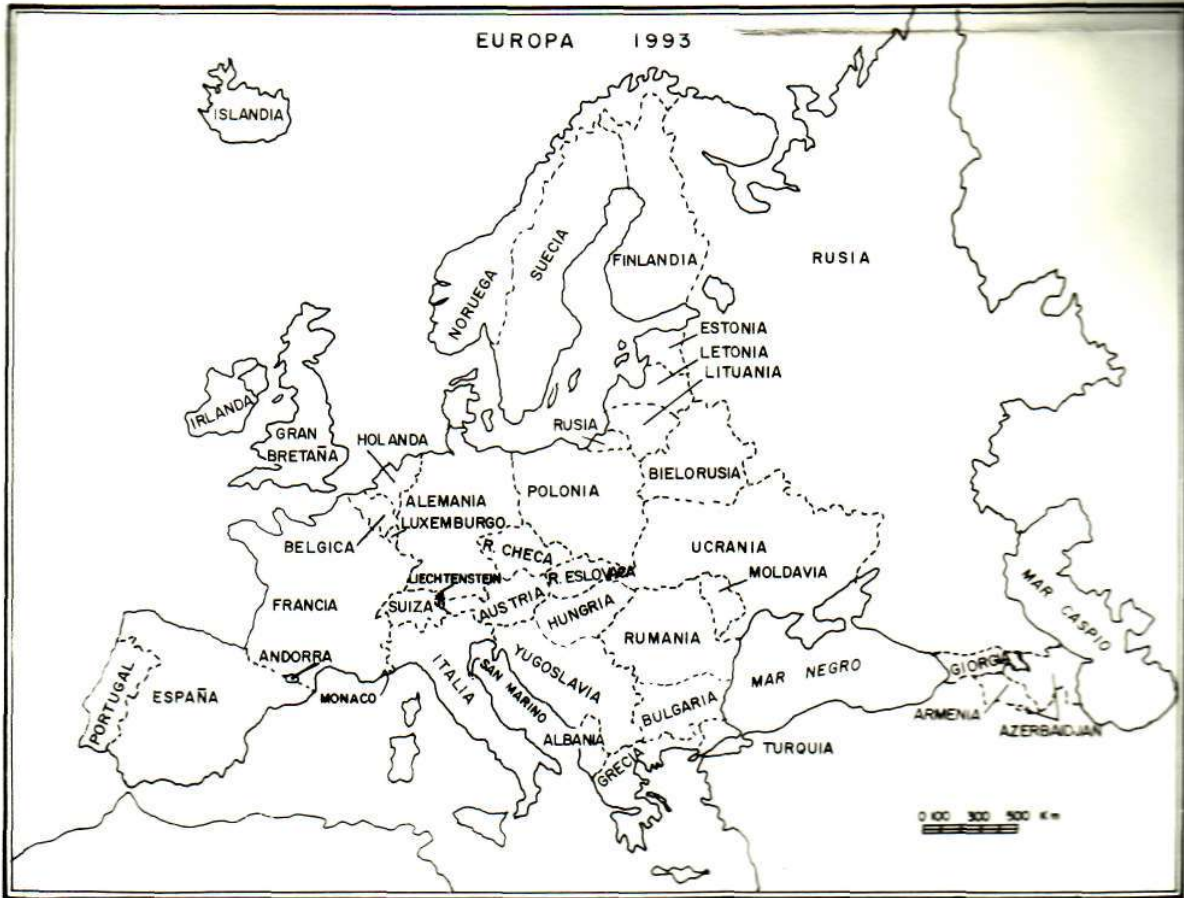 EUROPA 1993
ISLANDIA
RUSIA
FINLANDIA
SUECIA
NORUEGA
ESTONIA
LETONIA
LITUANIA
IRLANDA
GRAN
BRETAÑA
HOLANDA
RUSIA
BIELORUSIA
POLONIA
ALEMANIA
LUXEMBURGO
BELGICA
R. CHECA
UCRANIA
R. ESLOVACA
MOLDAVIA
LIECHTENSTEIN
SUIZA
AUSTRIA
HUNGRIA
FRANCIA
RUMANIA
MAR CASPIO
ANDORRA
YUGOSLAVIA
MAR NEGRO
GIORGA
PORTUGAL
ESPAÑA
MONACO
ITALIA
SAN MARINO
BULGARIA
ARMENIA
AZERBAIDJAN
ALBANIA
GRECIA
TURQUIA
0 100 300 500 Km